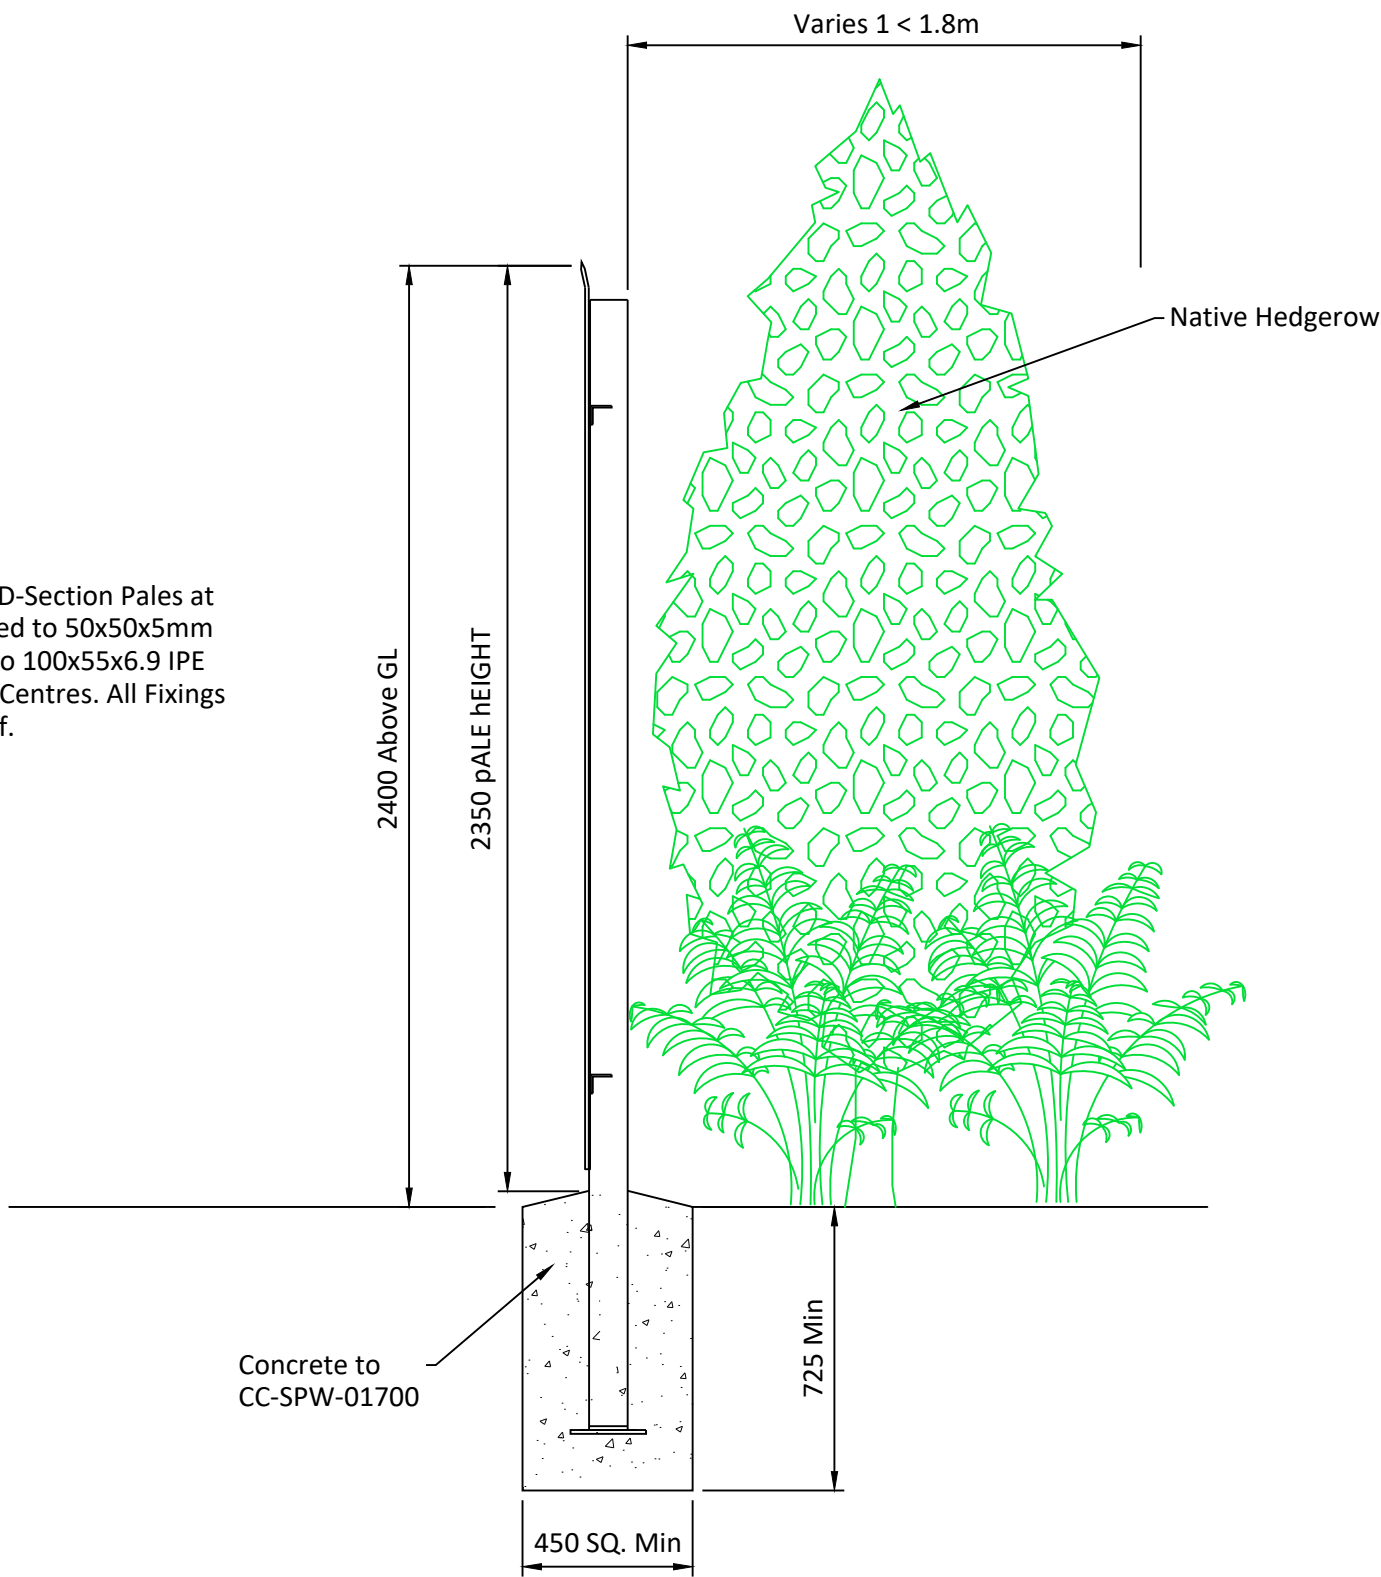 Varies 1 < 1.8m
Native Hedgerow
D-Section Pales at
ed to 50x50x5mm
o 100x55x6.9 IPE
Centres. All Fixings
f.
2400 Above GL
2350 pALE hEIGHT
Concrete to
CC-SPW-01700
725 Min
450 SQ. Min